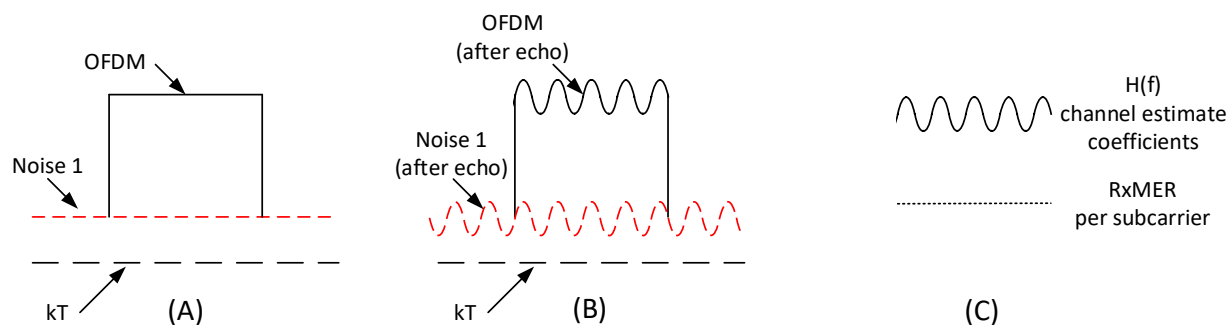 OFDM
Noise 1
kT
(A)
OFDM
(after echo)
Noise 1
(after echo)
kT
(B)
H(f)
channel estimate
coefficients
RxMER
per subcarrier
(C)